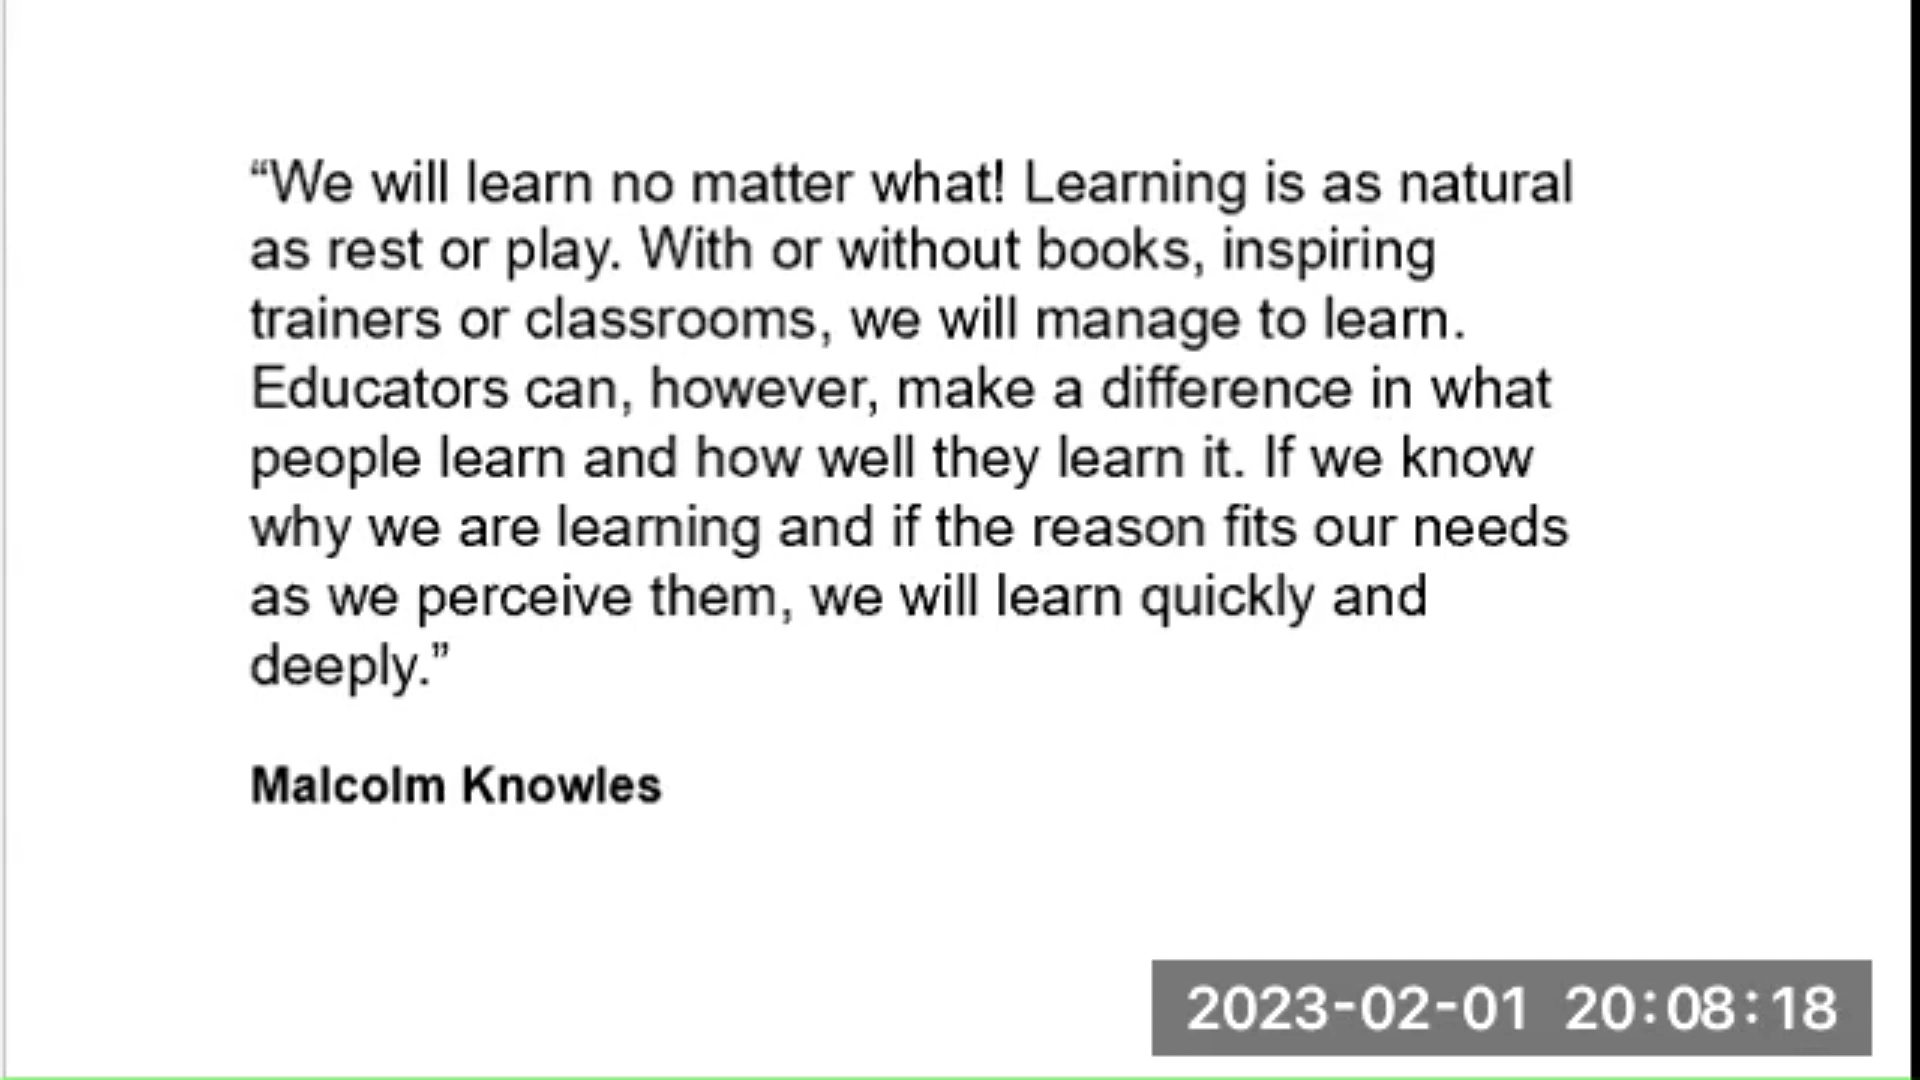 “We will learn no matter what! Learning is as natural
as rest or play. With or without books, inspiring
trainers or classrooms, we will manage to learn.
Educators can, however, make a difference in what
people learn and how well they learn it. If we know
why we are learning and if the reason fits our needs
as we perceive them, we will learn quickly and
deeply.”
Malcolm Knowles
2023-02-01 20:08:18